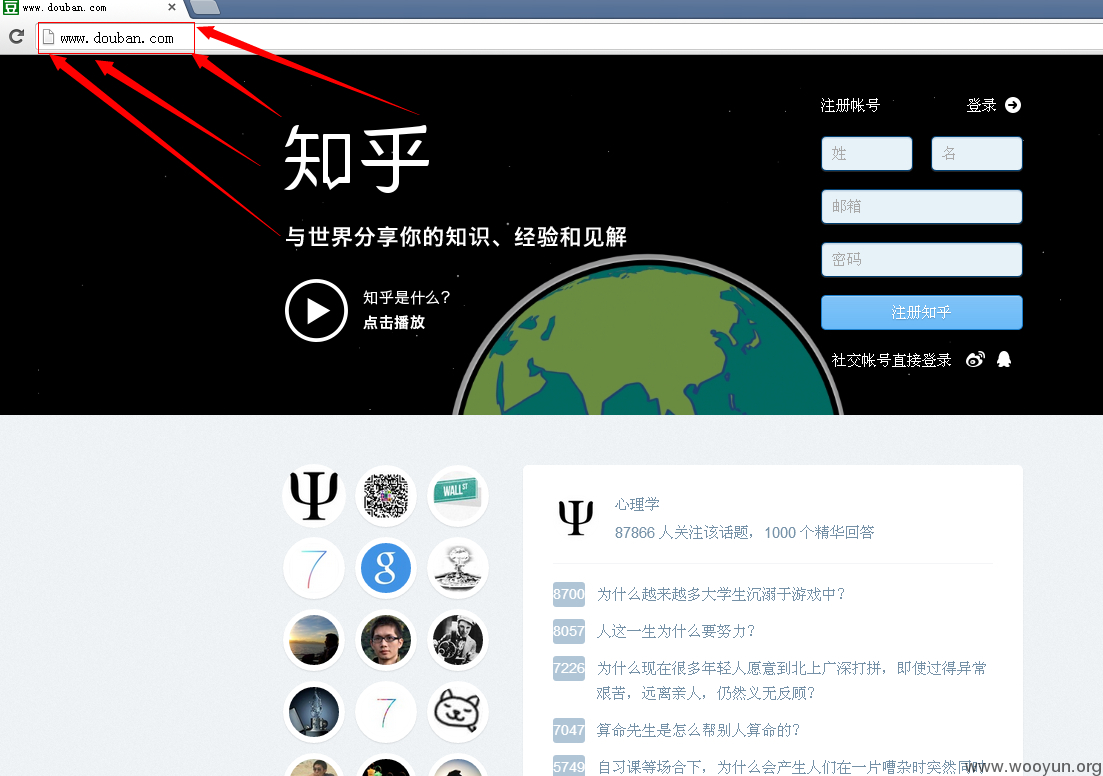 豆 www.douban.com
www.douban.com
知乎
与世界分享你的知识、经验和见解
知乎是什么?
点击播放
注册帐号 登录
姓 名
邮箱
密码
注册知乎
社交帐号直接登录
Ψ
WALL ST
7
g
7
Ψ
心理学
87866 人关注该话题，1000 个精华回答
8700 为什么越来越多大学生沉溺于游戏中？
8057 人这一生为什么要努力？
7226 为什么现在很多年轻人愿意到北上广深打拼，即使过得异常
艰苦，远离亲人，仍然义无反顾？
7047 算命先生是怎么帮别人算命的？
5749 自习课等场合下，为什么会产生人们在一片嘈杂时突然同时
www.wooyun.org